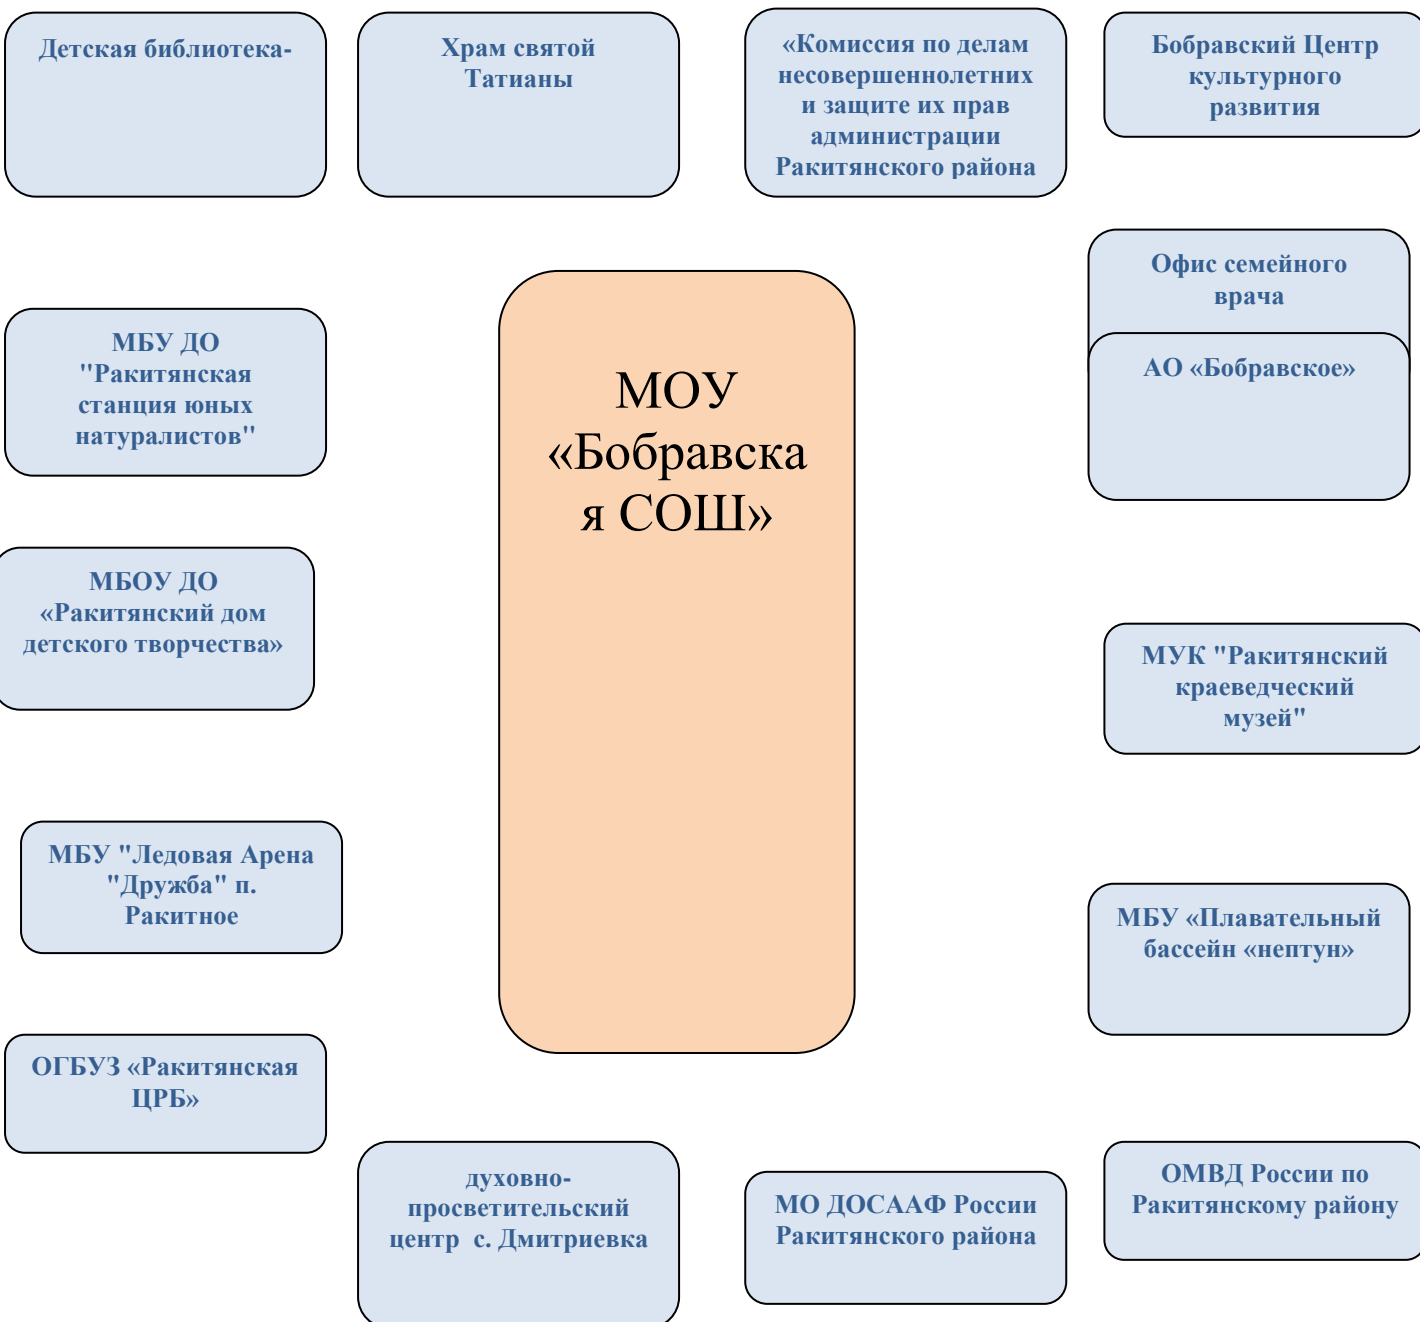 Детская библиотека-
Храм святой
Татианы
«Комиссия по делам
несовершеннолетних
и защите их прав
администрации
Ракитянского района
Бобравский Центр
культурного
развития
Офис семейного
врача
АО «Бобравское»
МБУ ДО
"Ракитянская
станция юных
натуралистов"
МОУ
«Бобравска
я СОШ»
МБОУ ДО
«Ракитянский дом
детского творчества»
МУК "Ракитянский
краеведческий
музей"
МБУ "Ледовая Арена
"Дружба" п.
Ракитное
МБУ «Плавательный
бассейн «нептун»
ОГБУЗ «Ракитянская
ЦРБ»
духовно-
просветительский
центр  с. Дмитриевка
МО ДОСААФ России
Ракитянского района
ОМВД России по
Ракитянскому району